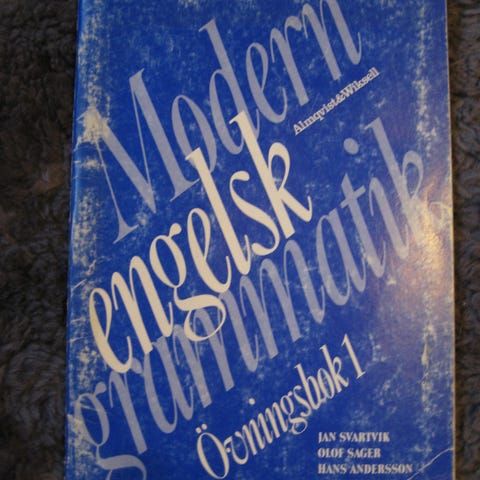 Modern
engelsk
grammatik
Almqvist&Wiksell
Övningsbok 1
JAN SVARTVIK
OLOF SAGER
HANS ANDERSSON